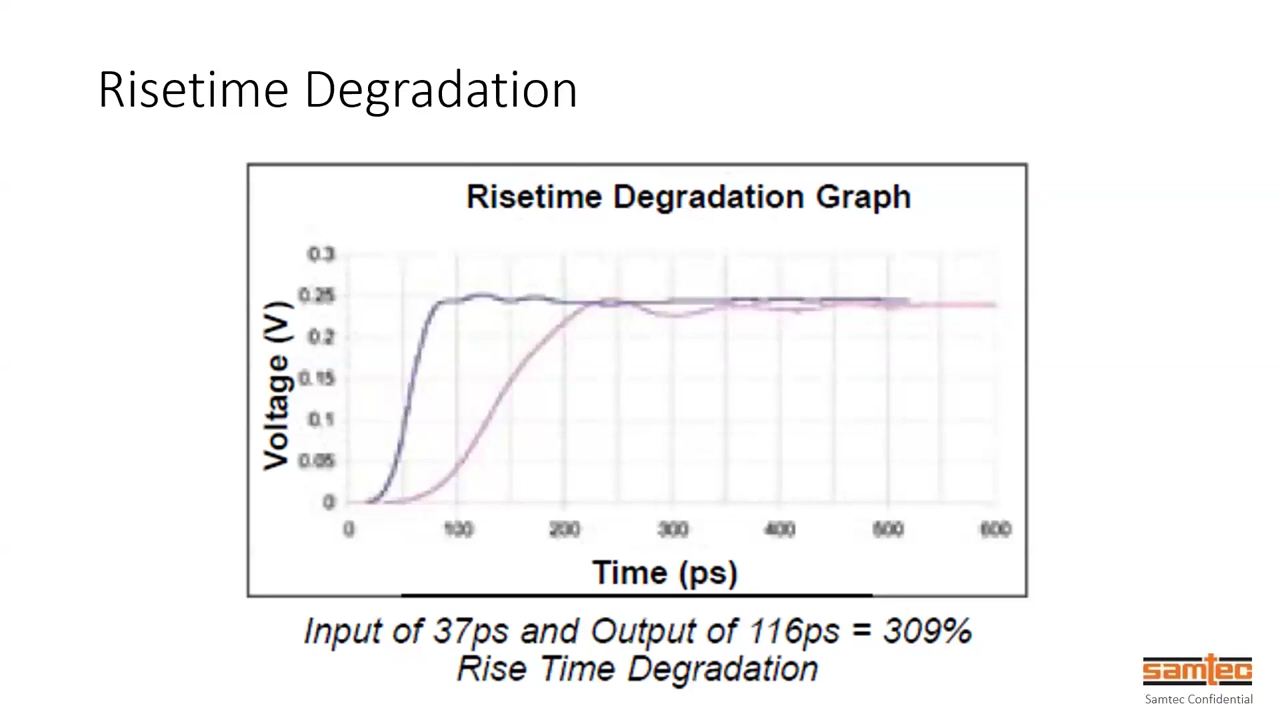 Risetime Degradation
Risetime Degradation Graph
0.3
0.25
0.2
0.15
0.1
0.05
0
Voltage (V)
0 100 200 300 400 500 600
Time (ps)
Input of 37ps and Output of 116ps = 309%
Rise Time Degradation
samtec
Samtec Confidential